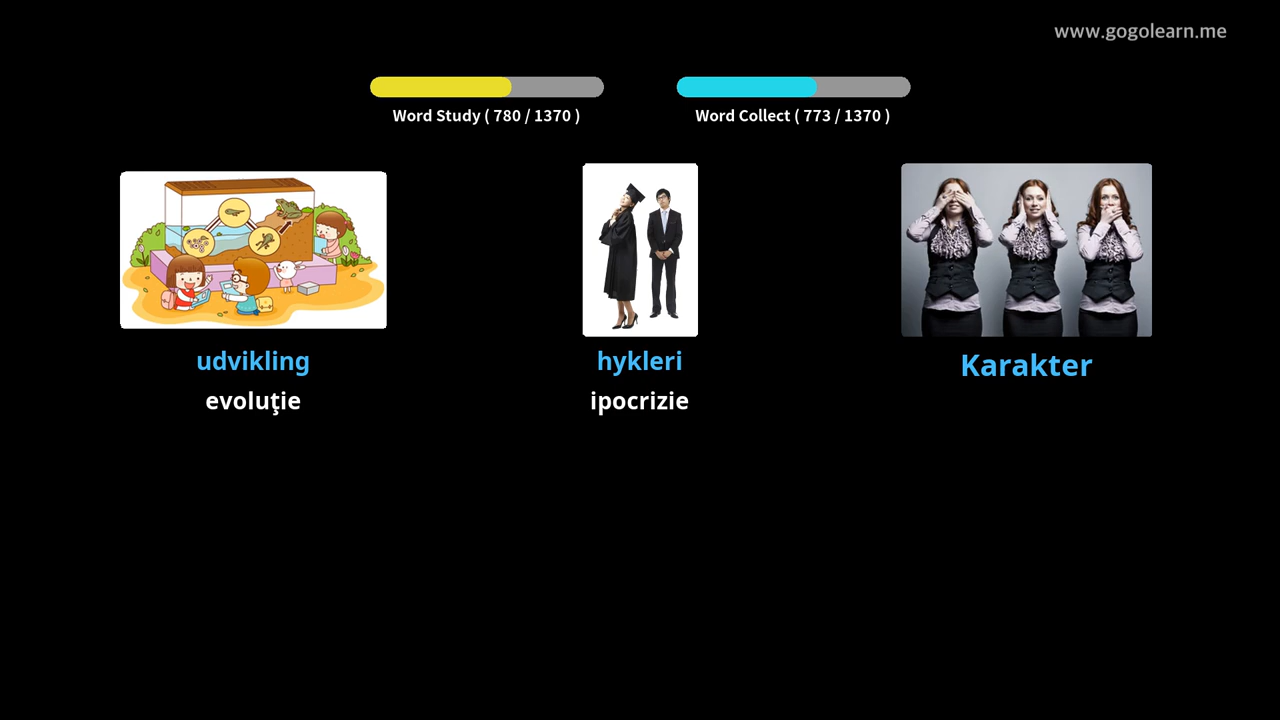 www.gogolearn.me
Word Study ( 780 / 1370 )
Word Collect ( 773 / 1370 )
udvikling
hykleri
Karakter
evoluţie
ipocrizie